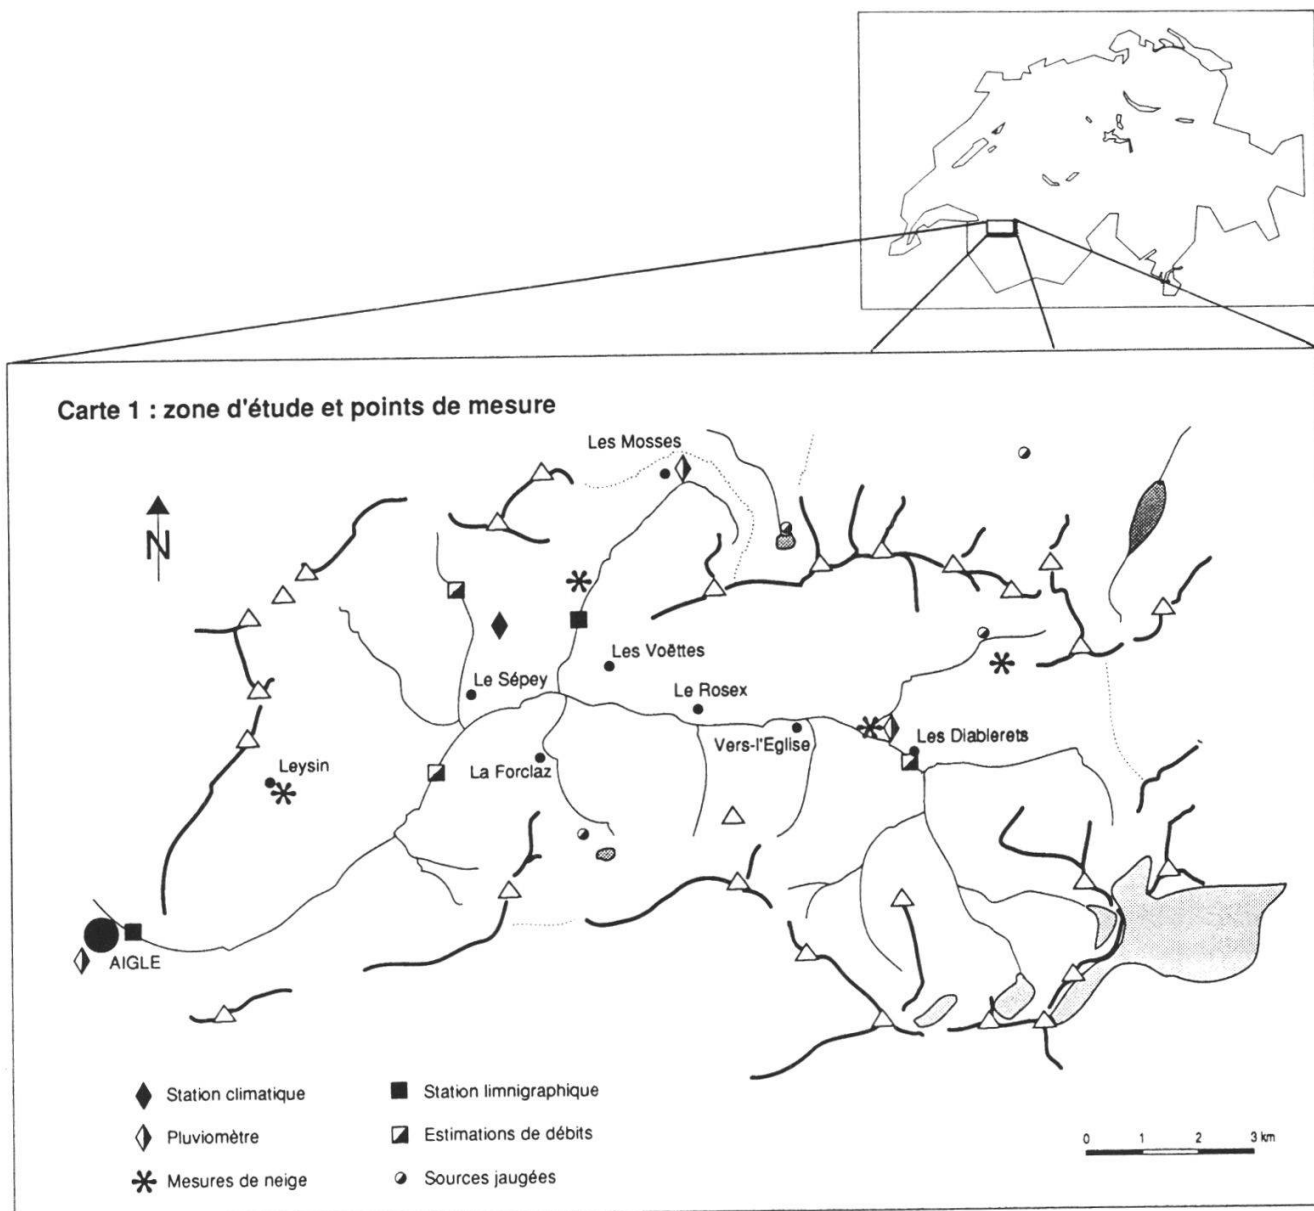 Carte 1 : zone d'étude et points de mesure
Les Mosses
N
Les Voëttes
Le Sépey
Le Rosex
Vers-l'Eglise
Les Diablerets
Leysin
La Forclaz
AIGLE
Station climatique
Station limnigraphique
Pluviomètre
Estimations de débits
Mesures de neige
Sources jaugées
0 1 2 3 km